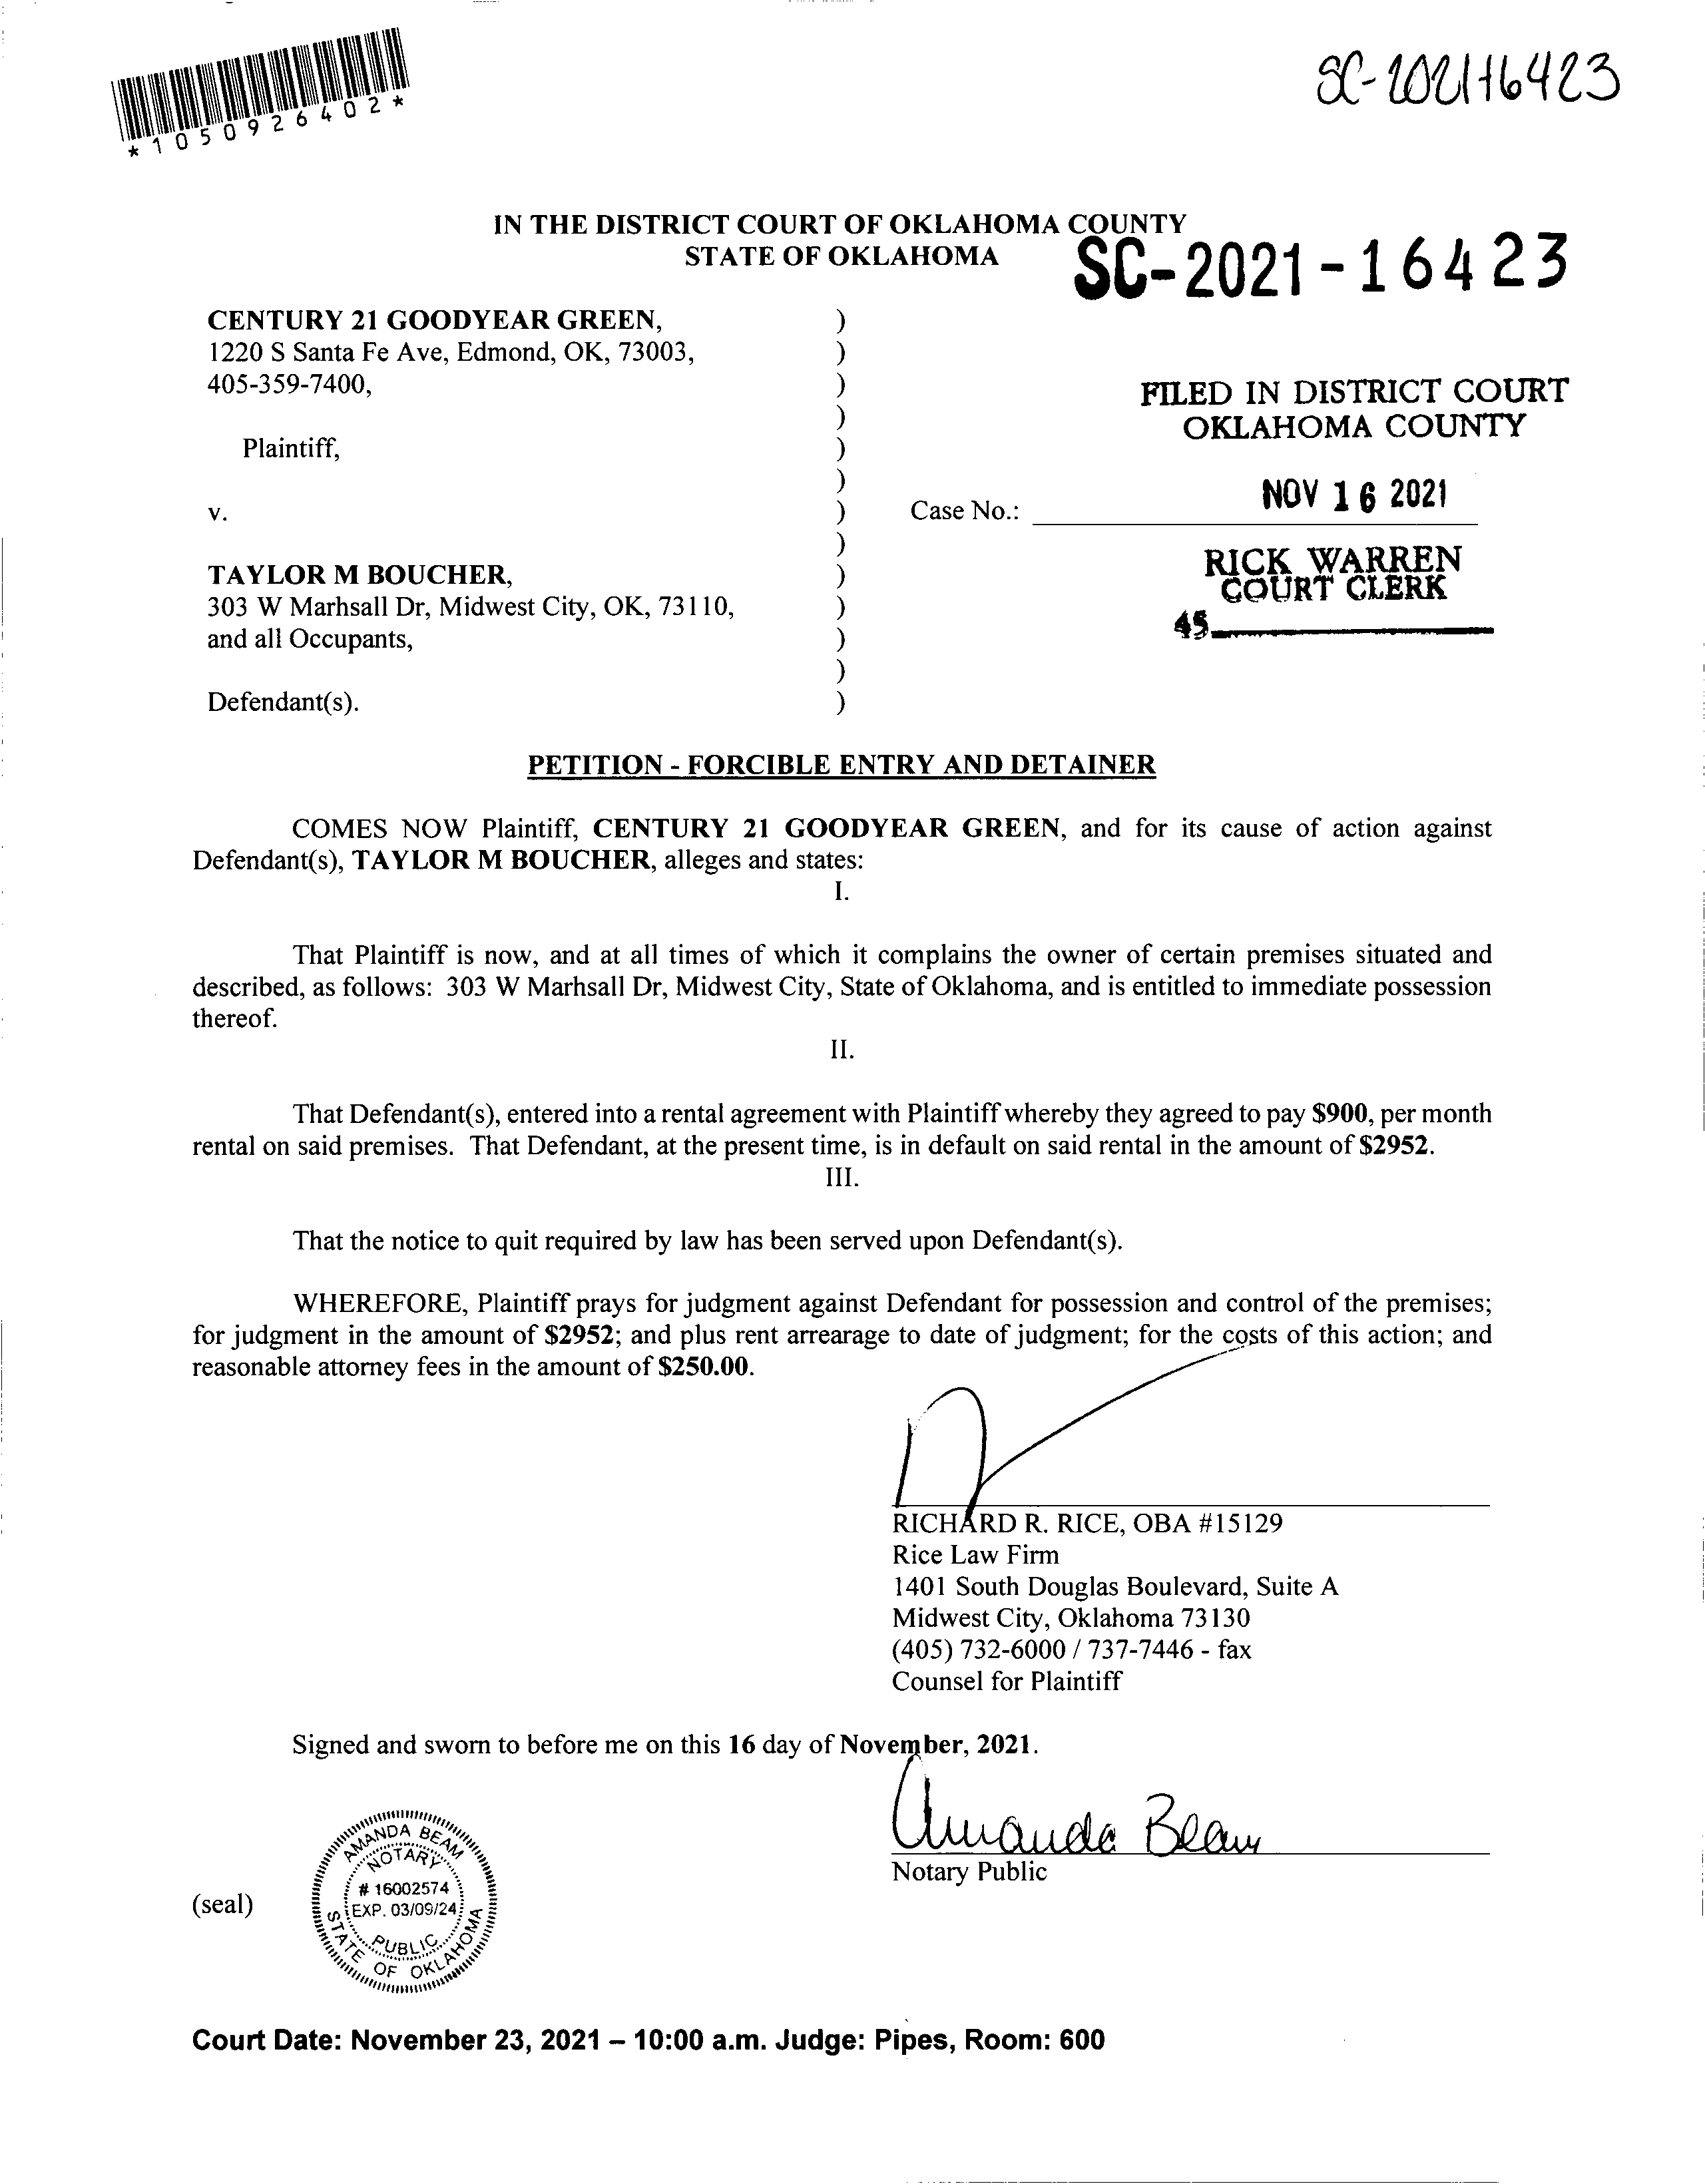 SC-2021-16423
*1050926402*
IN THE DISTRICT COURT OF OKLAHOMA COUNTY
STATE OF OKLAHOMA
SC-2021-16423
CENTURY 21 GOODYEAR GREEN, )
1220 S Santa Fe Ave, Edmond, OK, 73003, )
405-359-7400, )
)
Plaintiff, )
)
v. ) Case No.:
)
TAYLOR M BOUCHER, )
303 W Marhsall Dr, Midwest City, OK, 73110, )
and all Occupants, )
)
Defendant(s). )
FILED IN DISTRICT COURT
OKLAHOMA COUNTY
NOV 16 2021
RICK WARREN
COURT CLERK
45
PETITION - FORCIBLE ENTRY AND DETAINER
COMES NOW Plaintiff, CENTURY 21 GOODYEAR GREEN, and for its cause of action against
Defendant(s), TAYLOR M BOUCHER, alleges and states:
I.
That Plaintiff is now, and at all times of which it complains the owner of certain premises situated and
described, as follows: 303 W Marhsall Dr, Midwest City, State of Oklahoma, and is entitled to immediate possession
thereof.
II.
That Defendant(s), entered into a rental agreement with Plaintiff whereby they agreed to pay $900, per month
rental on said premises. That Defendant, at the present time, is in default on said rental in the amount of $2952.
III.
That the notice to quit required by law has been served upon Defendant(s).
WHEREFORE, Plaintiff prays for judgment against Defendant for possession and control of the premises;
for judgment in the amount of $2952; and plus rent arrearage to date of judgment; for the costs of this action; and
reasonable attorney fees in the amount of $250.00.
RICHARD R. RICE, OBA #15129
Rice Law Firm
1401 South Douglas Boulevard, Suite A
Midwest City, Oklahoma 73130
(405) 732-6000 / 737-7446 - fax
Counsel for Plaintiff
Signed and sworn to before me on this 16 day of November, 2021.
Amanda Beam
Notary Public
(seal)
AMANDA BEAM
NOTARY
# 16002574
EXP. 03/09/24
PUBLIC
STATE OF OKLAHOMA
Court Date: November 23, 2021 – 10:00 a.m. Judge: Pipes, Room: 600